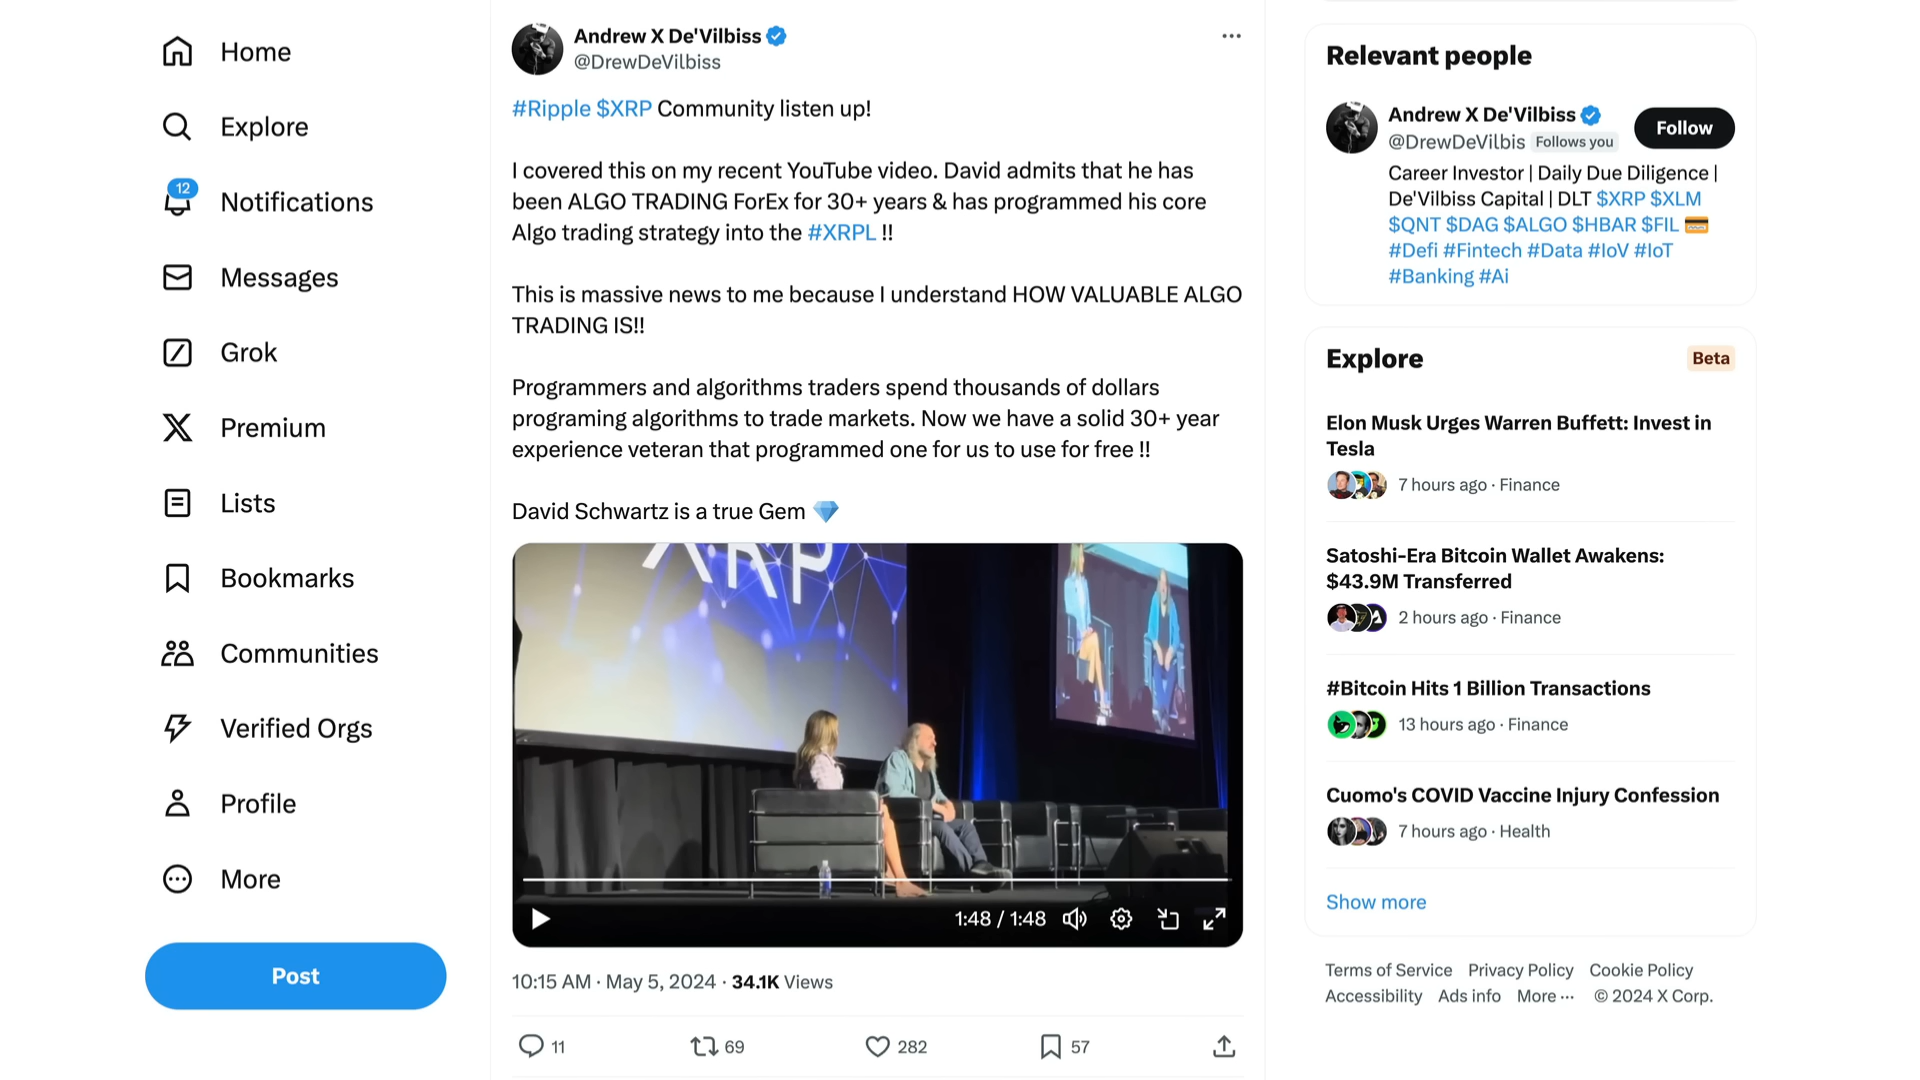 Home
Explore
12
Notifications
Messages
Grok
Premium
Lists
Bookmarks
Communities
Verified Orgs
Profile
More
Post
Andrew X De'Vilbiss
@DrewDeVilbiss
#Ripple $XRP Community listen up!
I covered this on my recent YouTube video. David admits that he has
been ALGO TRADING ForEx for 30+ years & has programmed his core
Algo trading strategy into the #XRPL !!
This is massive news to me because I understand HOW VALUABLE ALGO
TRADING IS!!
Programmers and algorithms traders spend thousands of dollars
programing algorithms to trade markets. Now we have a solid 30+ year
experience veteran that programmed one for us to use for free !!
David Schwartz is a true Gem
XRP
1:48 / 1:48
10:15 AM · May 5, 2024 · 34.1K Views
11
69
282
57
Relevant people
Andrew X De'Vilbiss
@DrewDeVilbis Follows you
Follow
Career Investor | Daily Due Diligence |
De'Vilbiss Capital | DLT $XRP $XLM
$QNT $DAG $ALGO $HBAR $FIL
#Defi #Fintech #Data #IoV #IoT
#Banking #Ai
Explore
Beta
Elon Musk Urges Warren Buffett: Invest in
Tesla
7 hours ago · Finance
Satoshi-Era Bitcoin Wallet Awakens:
$43.9M Transferred
2 hours ago · Finance
#Bitcoin Hits 1 Billion Transactions
13 hours ago · Finance
Cuomo's COVID Vaccine Injury Confession
7 hours ago · Health
Show more
Terms of Service Privacy Policy Cookie Policy
Accessibility Ads info More ··· © 2024 X Corp.